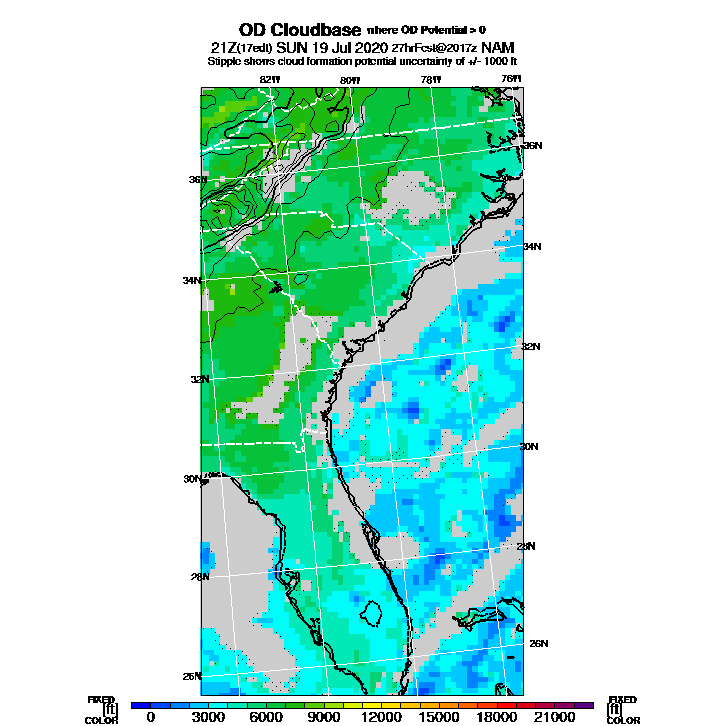 OD Cloudbase where OD Potential > 0
21Z(17edt) SUN 19 Jul 2020 27hrFcst@2017z NAM
Stipple shows cloud formation potential uncertainty of +/- 1000 ft
82W 80W 78W 76W
36N 36N
34N 34N
32N 32N
30N 30N
28N 28N
26N 26N
FIXED FIXED
[ft] [ft]
COLOR COLOR
0 3000 6000 9000 12000 15000 18000 21000